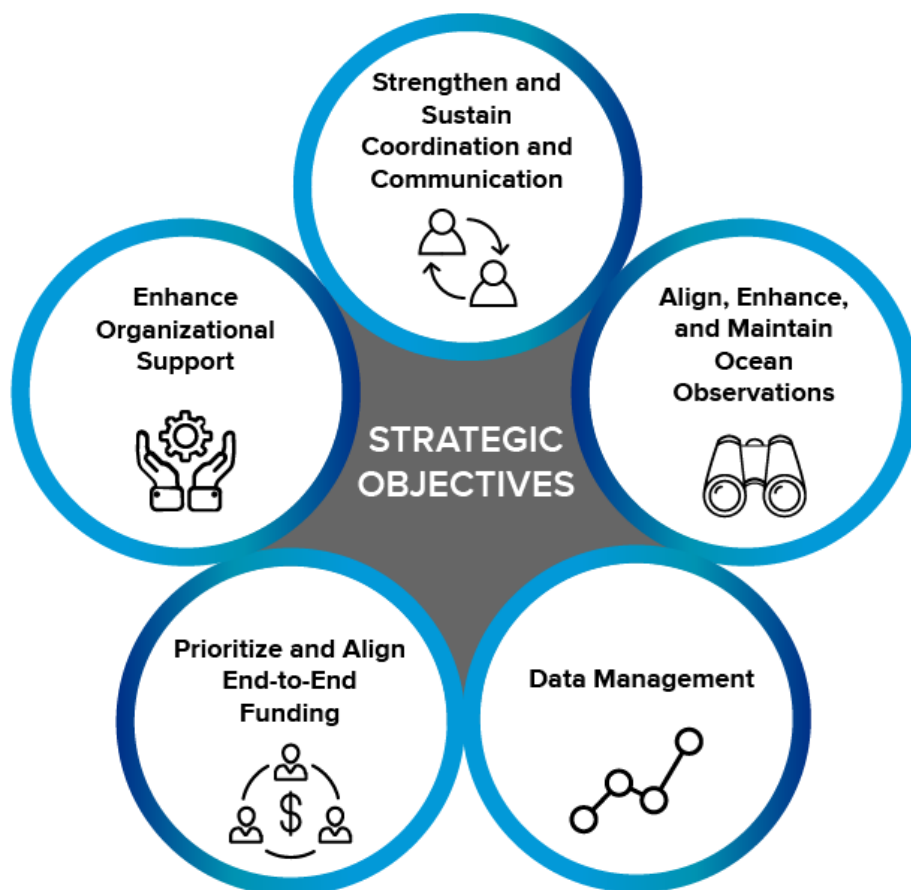 Strengthen and
Sustain
Coordination and
Communication
Enhance
Organizational
Support
Align, Enhance,
and Maintain
Ocean
Observations
STRATEGIC
OBJECTIVES
Prioritize and Align
End-to-End
Funding
$
Data Management